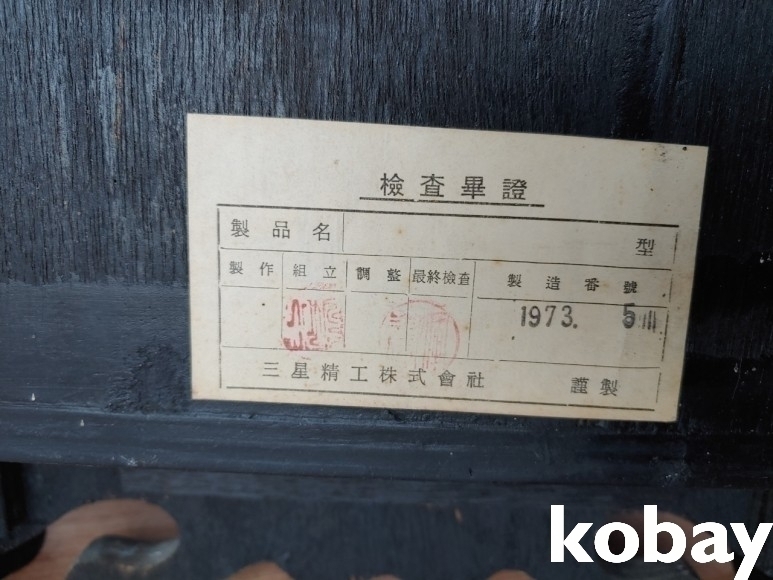 檢查畢證
製品名 型
製作 組立 調整 最終檢査 製造番號
1973. 5
三星精工株式會社 謹製
kobay